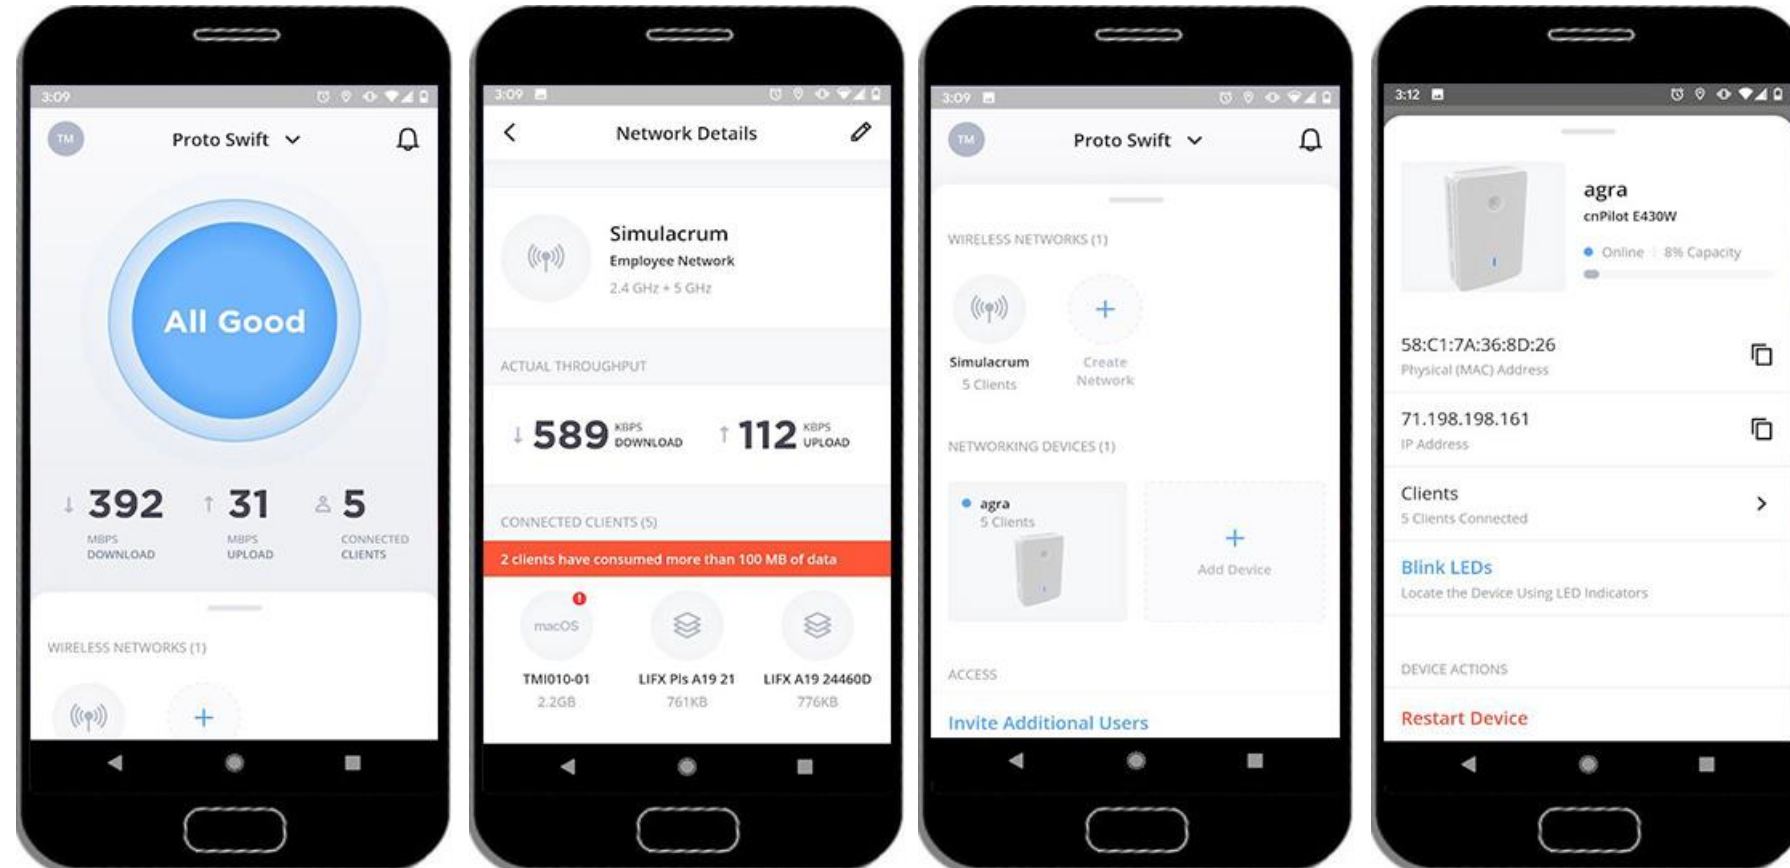 3:09
TM
Proto Swift
All Good
392
MBPS
DOWNLOAD
31
MBPS
UPLOAD
5
CONNECTED
CLIENTS
WIRELESS NETWORKS (1)
3:09
Network Details
Simulacrum
Employee Network
2.4 GHz + 5 GHz
ACTUAL THROUGHPUT
589 KBPS DOWNLOAD
112 KBPS UPLOAD
CONNECTED CLIENTS (5)
2 clients have consumed more than 100 MB of data
macOS
TMI010-01
2.2GB
LIFX Pls A19 21
761KB
LIFX A19 24460D
776KB
3:09
TM
Proto Swift
WIRELESS NETWORKS (1)
Simulacrum
5 Clients
Create
Network
NETWORKING DEVICES (1)
agra
5 Clients
Add Device
ACCESS
Invite Additional Users
3:12
agra
cnPilot E430W
Online | 8% Capacity
58:C1:7A:36:8D:26
Physical (MAC) Address
71.198.198.161
IP Address
Clients
5 Clients Connected
Blink LEDs
Locate the Device Using LED Indicators
DEVICE ACTIONS
Restart Device